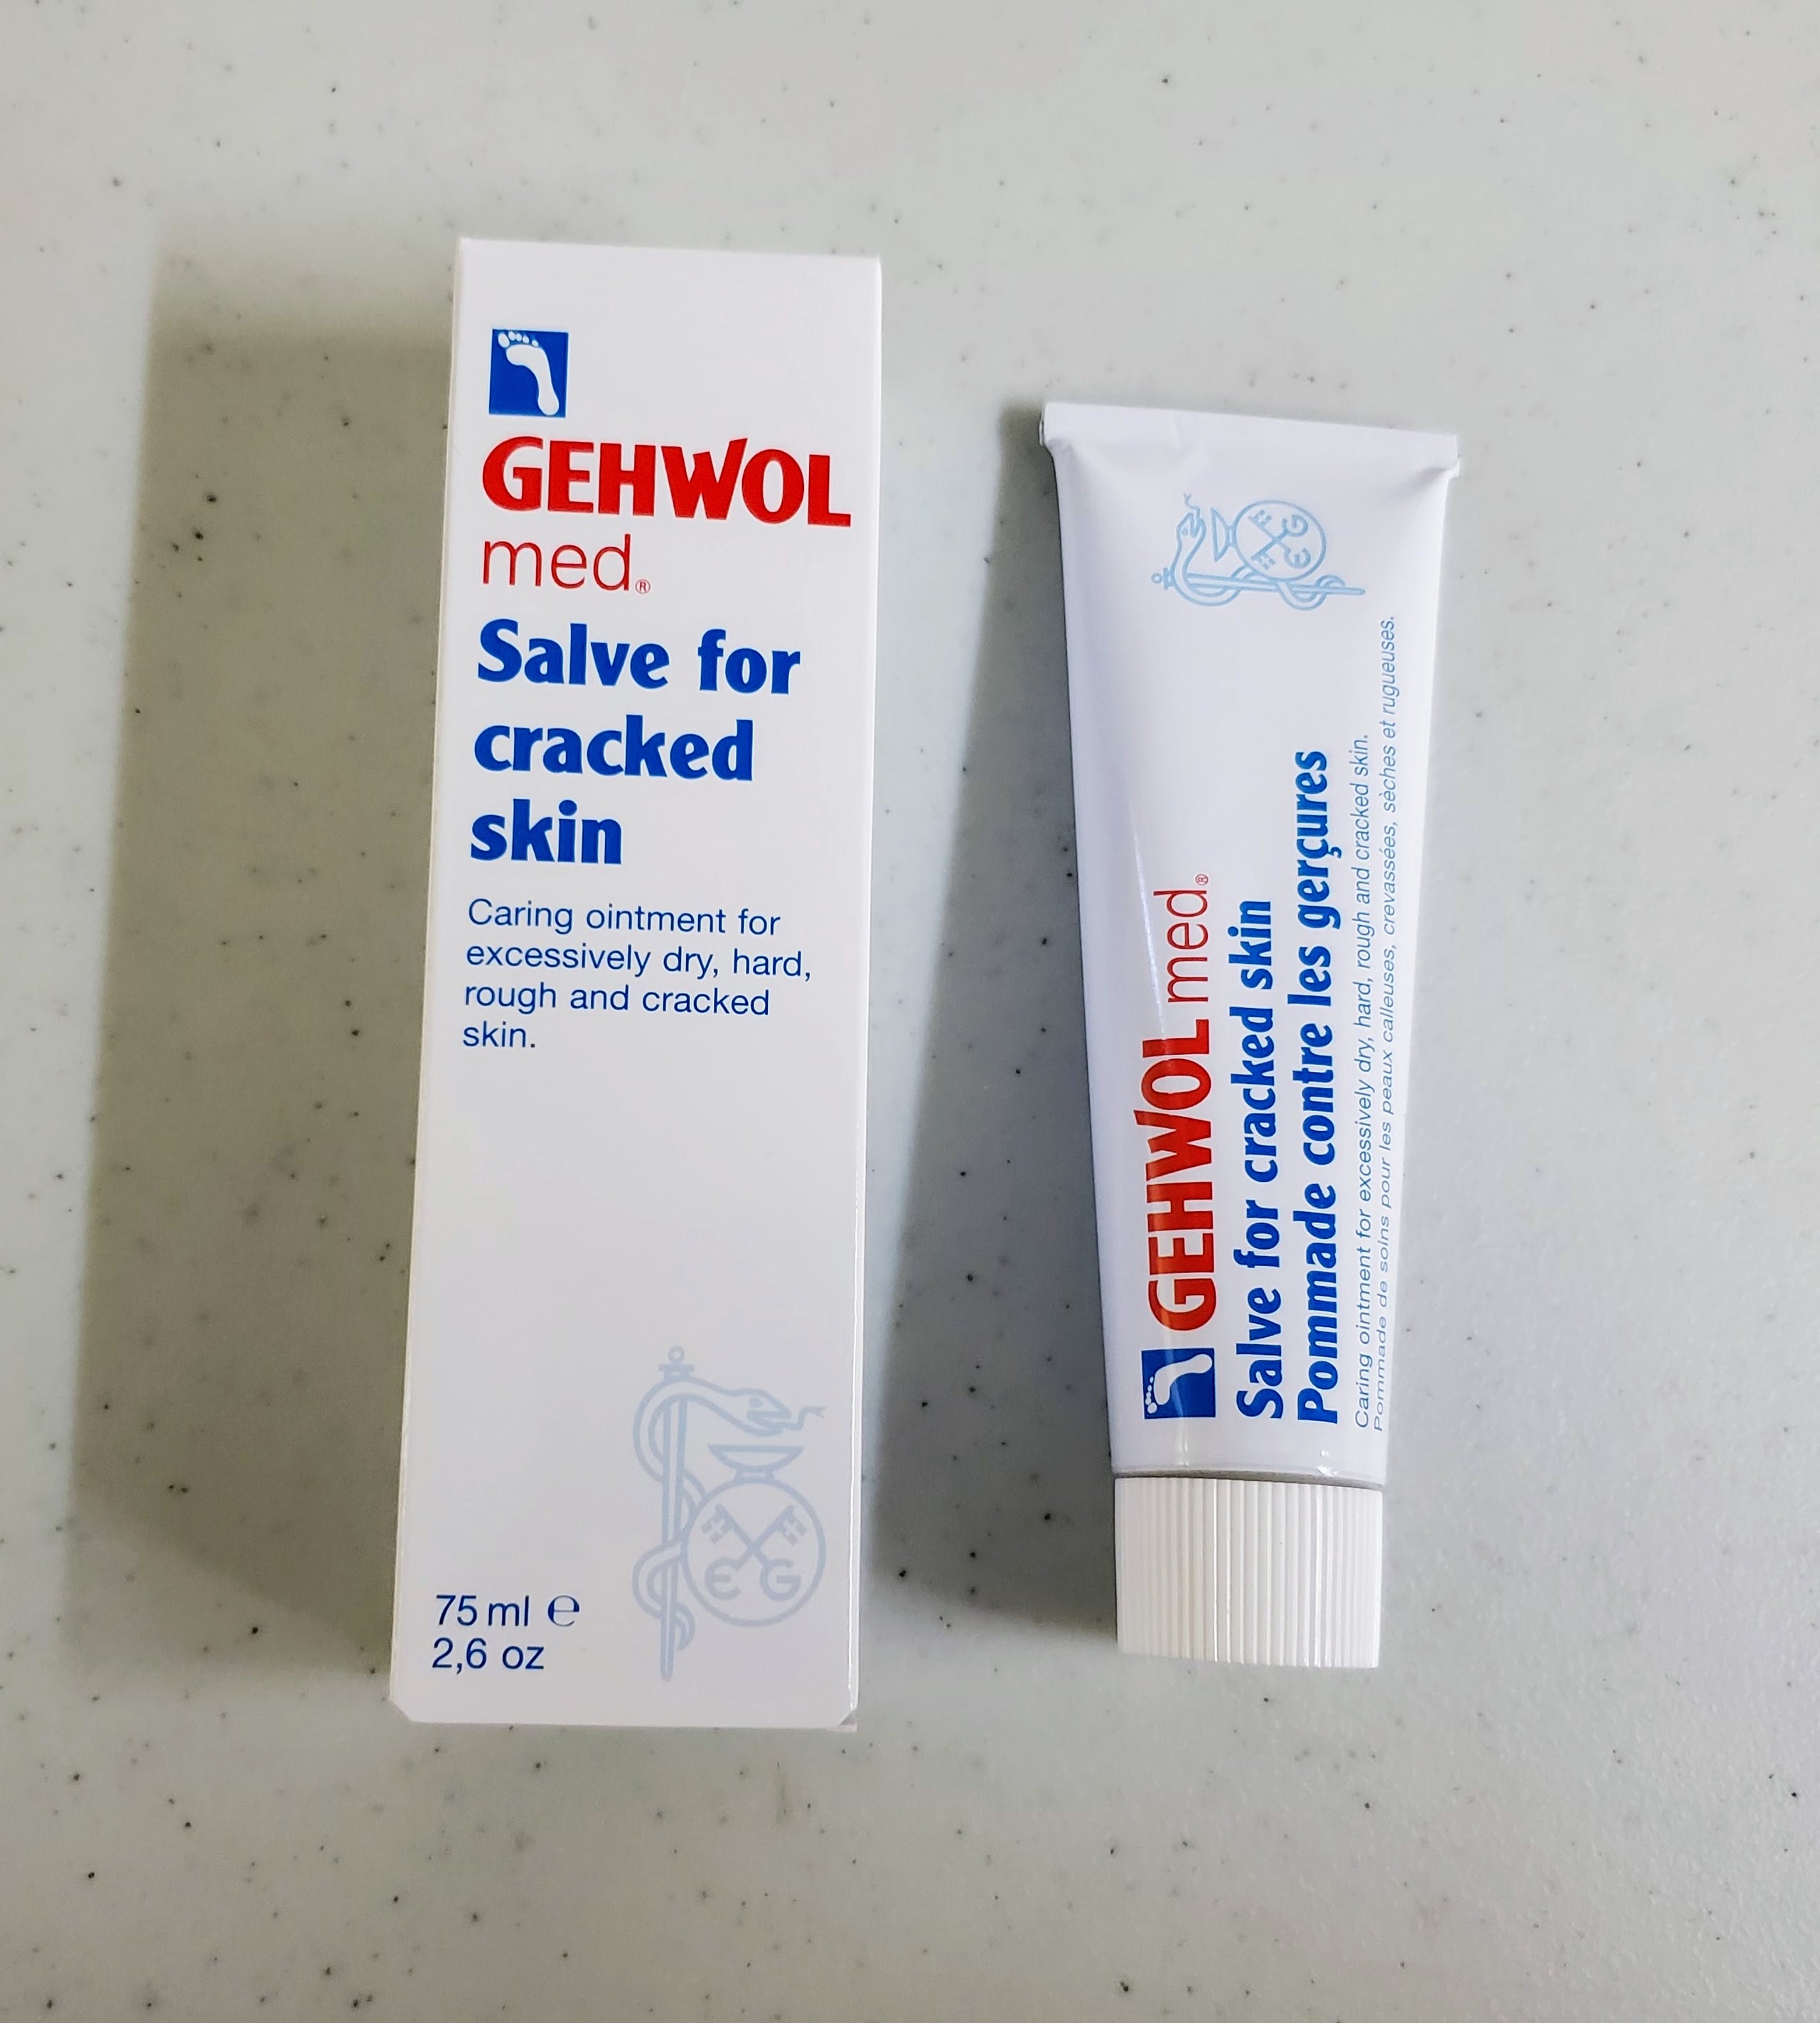 GEHWOL
med®
Salve for
cracked
skin
Caring ointment for
excessively dry, hard,
rough and cracked
skin.
E G
75 ml ℮
2,6 oz
GEHWOL med®
Salve for cracked skin
Pommade contre les gerçures
Caring ointment for excessively dry, hard, rough and cracked skin.
Pommade de soins pour les peaux calleuses, crevassées, sèches et rugueuses.
E G